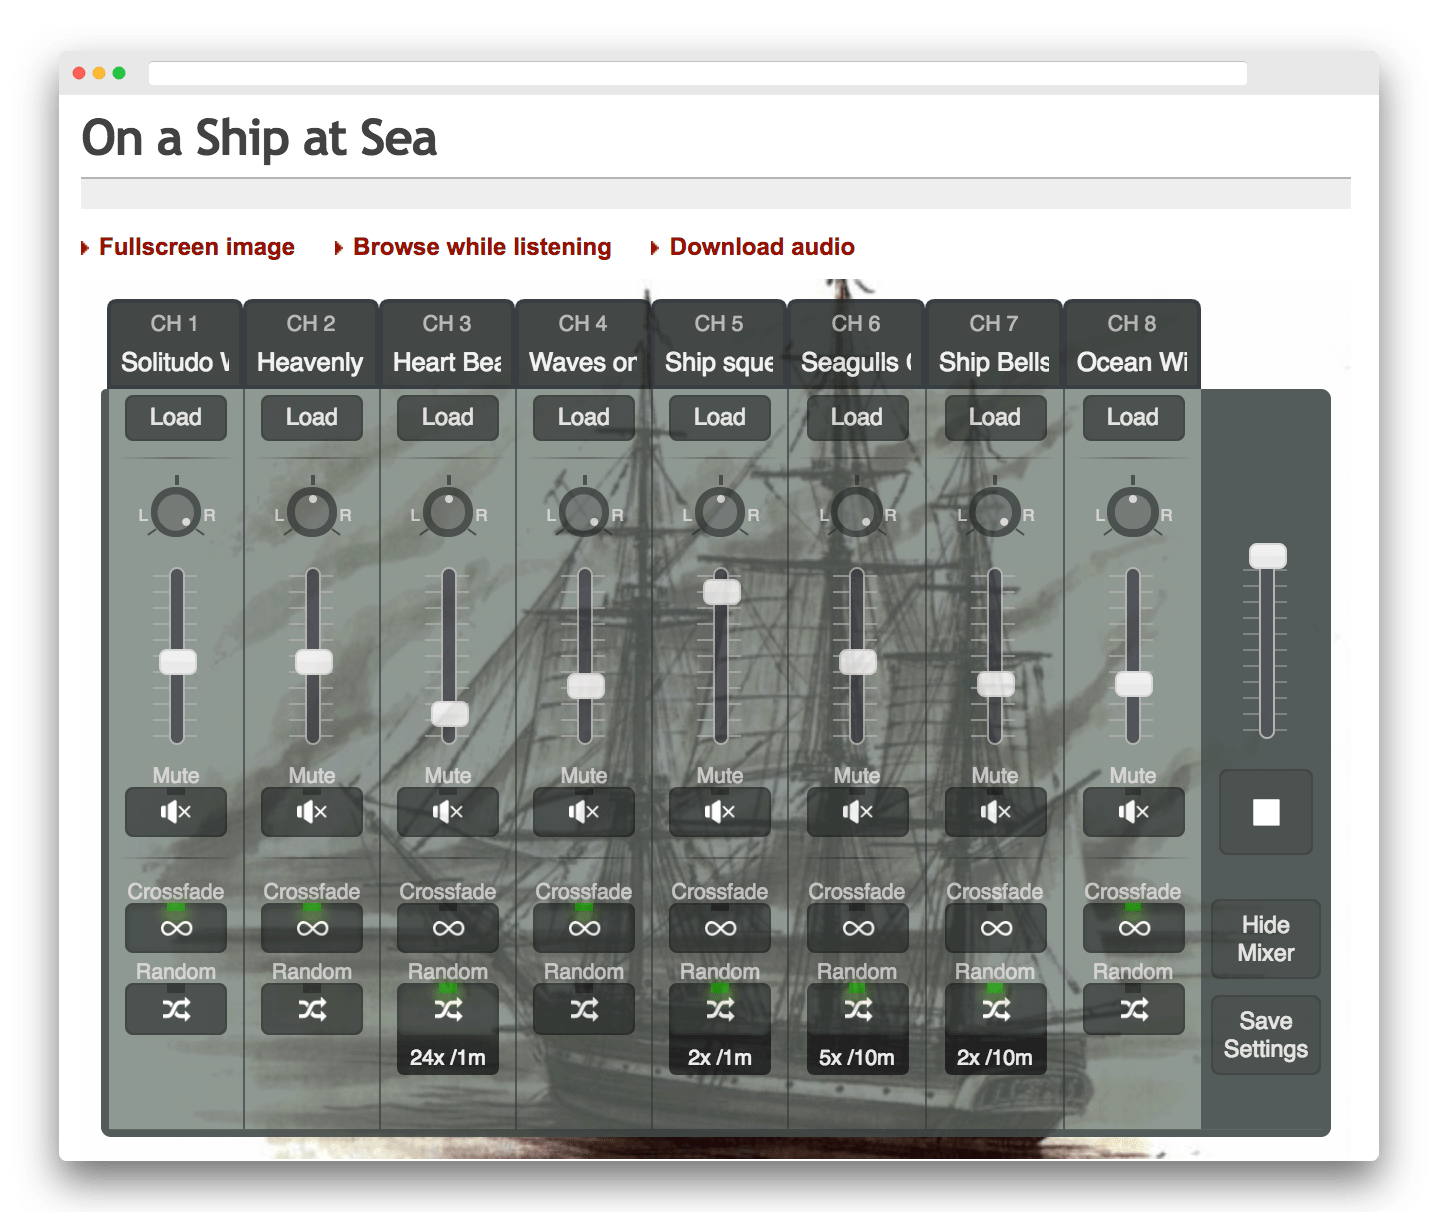 On a Ship at Sea
Fullscreen image Browse while listening Download audio
CH 1 CH 2 CH 3 CH 4 CH 5 CH 6 CH 7 CH 8
Solitudo Heavenly Heart Bea Waves on Ship sque Seagulls Ship Bells Ocean Wi
Load Load Load Load Load Load Load Load
L R L R L R L R L R L R L R L R
Mute Mute Mute Mute Mute Mute Mute Mute
Crossfade Crossfade Crossfade Crossfade Crossfade Crossfade Crossfade Crossfade
Hide
Mixer
Random Random Random Random Random Random Random Random
Save
Settings
24x /1m 2x /1m 5x /10m 2x /10m